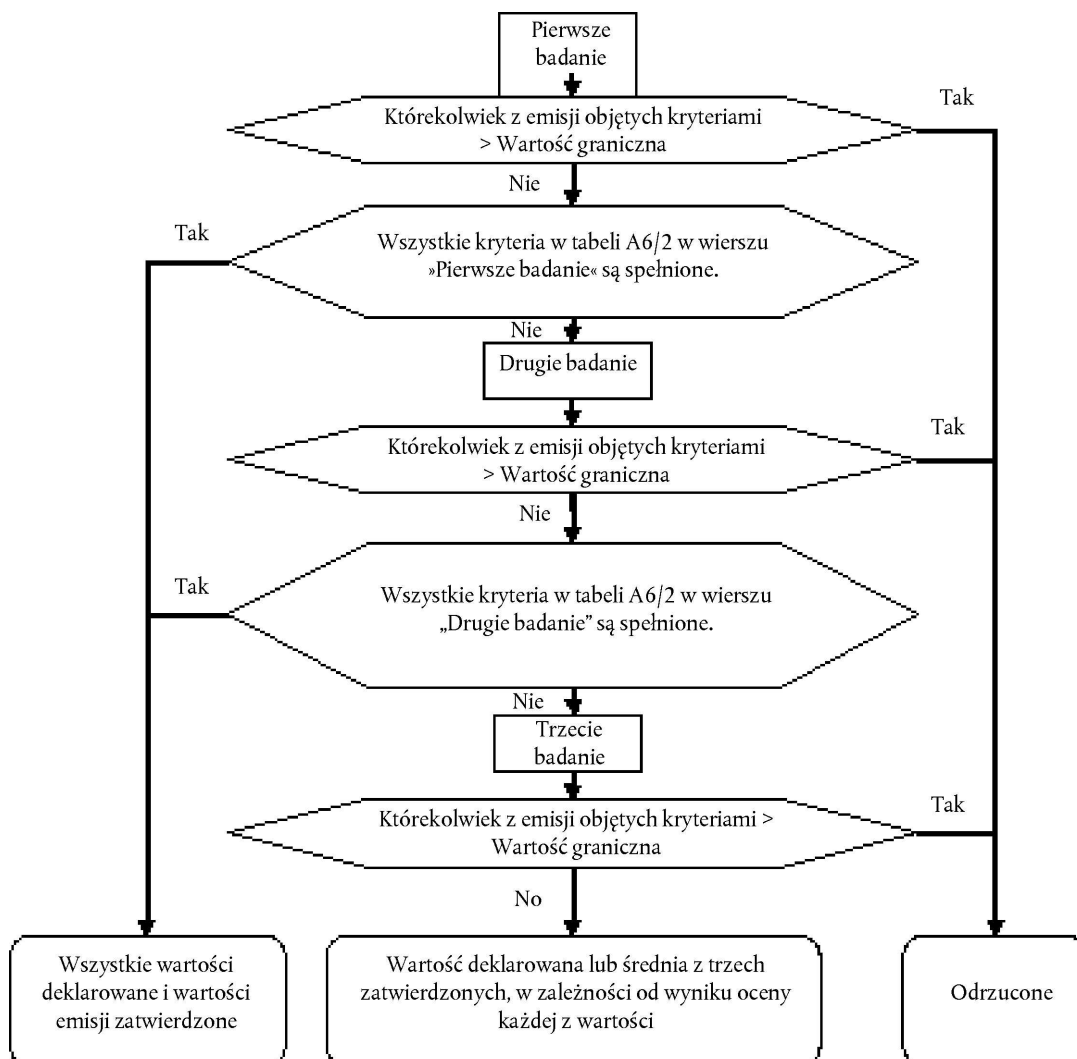 Pierwsze
badanie
Tak
Którekolwiek z emisji objętych kryteriami
> Wartość graniczna
Nie
Tak
Wszystkie kryteria w tabeli A6/2 w wierszu
»Pierwsze badanie« są spełnione.
Nie
Drugie badanie
Którekolwiek z emisji objętych kryteriami
> Wartość graniczna
Tak
Nie
Tak
Wszystkie kryteria w tabeli A6/2 w wierszu
„Drugie badanie” są spełnione.
Nie
Trzecie
badanie
Tak
Którekolwiek z emisji objętych kryteriami >
Wartość graniczna
No
Wszystkie wartości
deklarowane i wartości
emisji zatwierdzone
Wartość deklarowana lub średnia z trzech
zatwierdzonych, w zależności od wyniku oceny
każdej z wartości
Odrzucone